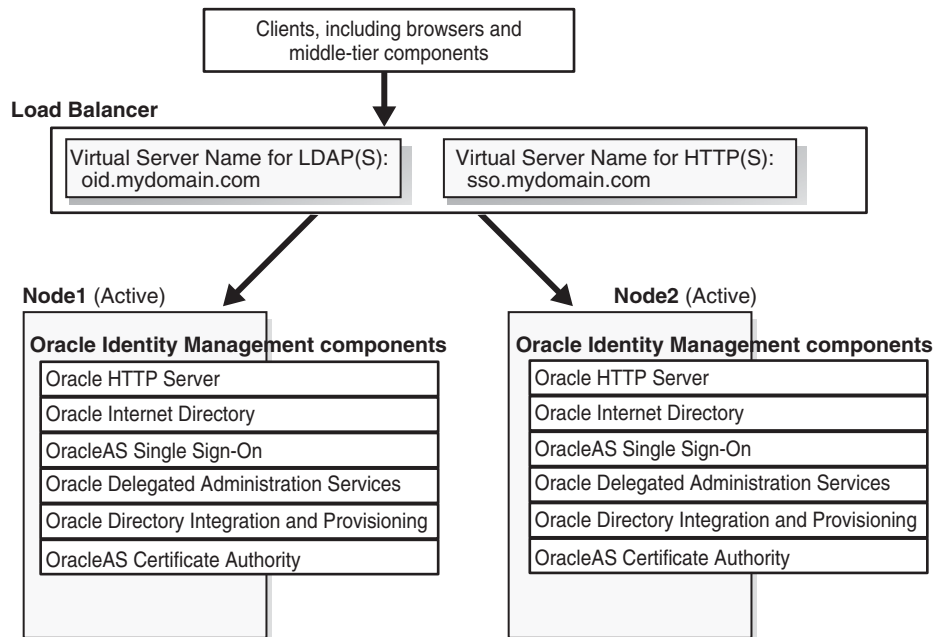 Clients, including browsers and
middle-tier components
Load Balancer
Virtual Server Name for LDAP(S):
oid.mydomain.com
Virtual Server Name for HTTP(S):
sso.mydomain.com
Node1 (Active)
Oracle Identity Management components
Oracle HTTP Server
Oracle Internet Directory
OracleAS Single Sign-On
Oracle Delegated Administration Services
Oracle Directory Integration and Provisioning
OracleAS Certificate Authority
Node2 (Active)
Oracle Identity Management components
Oracle HTTP Server
Oracle Internet Directory
OracleAS Single Sign-On
Oracle Delegated Administration Services
Oracle Directory Integration and Provisioning
OracleAS Certificate Authority